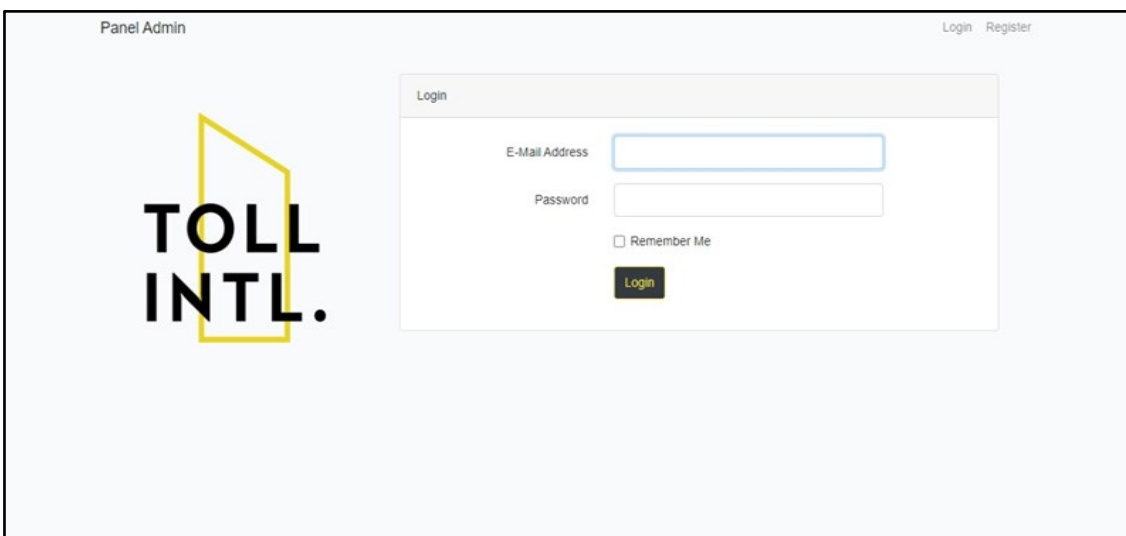 Panel Admin
Login Register
Login
TOLL
INTL.
E-Mail Address
Password
Remember Me
Login